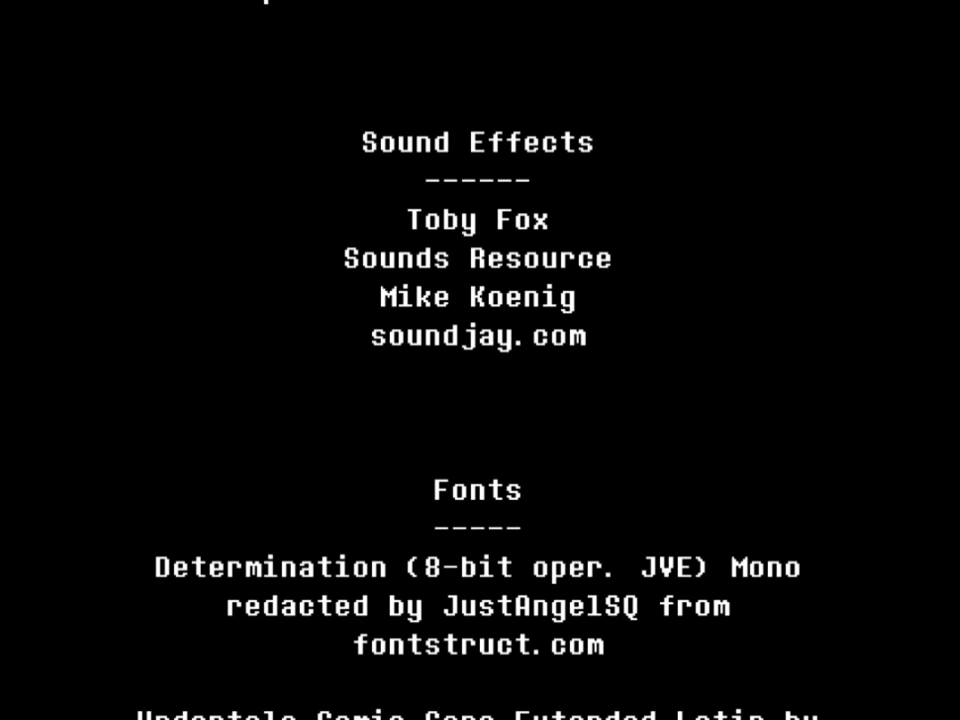 Sound Effects
------
Toby Fox
Sounds Resource
Mike Koenig
soundjay.com
Fonts
-----
Determination (8-bit oper. JVE) Mono
redacted by JustAngelSQ from
fontstruct.com